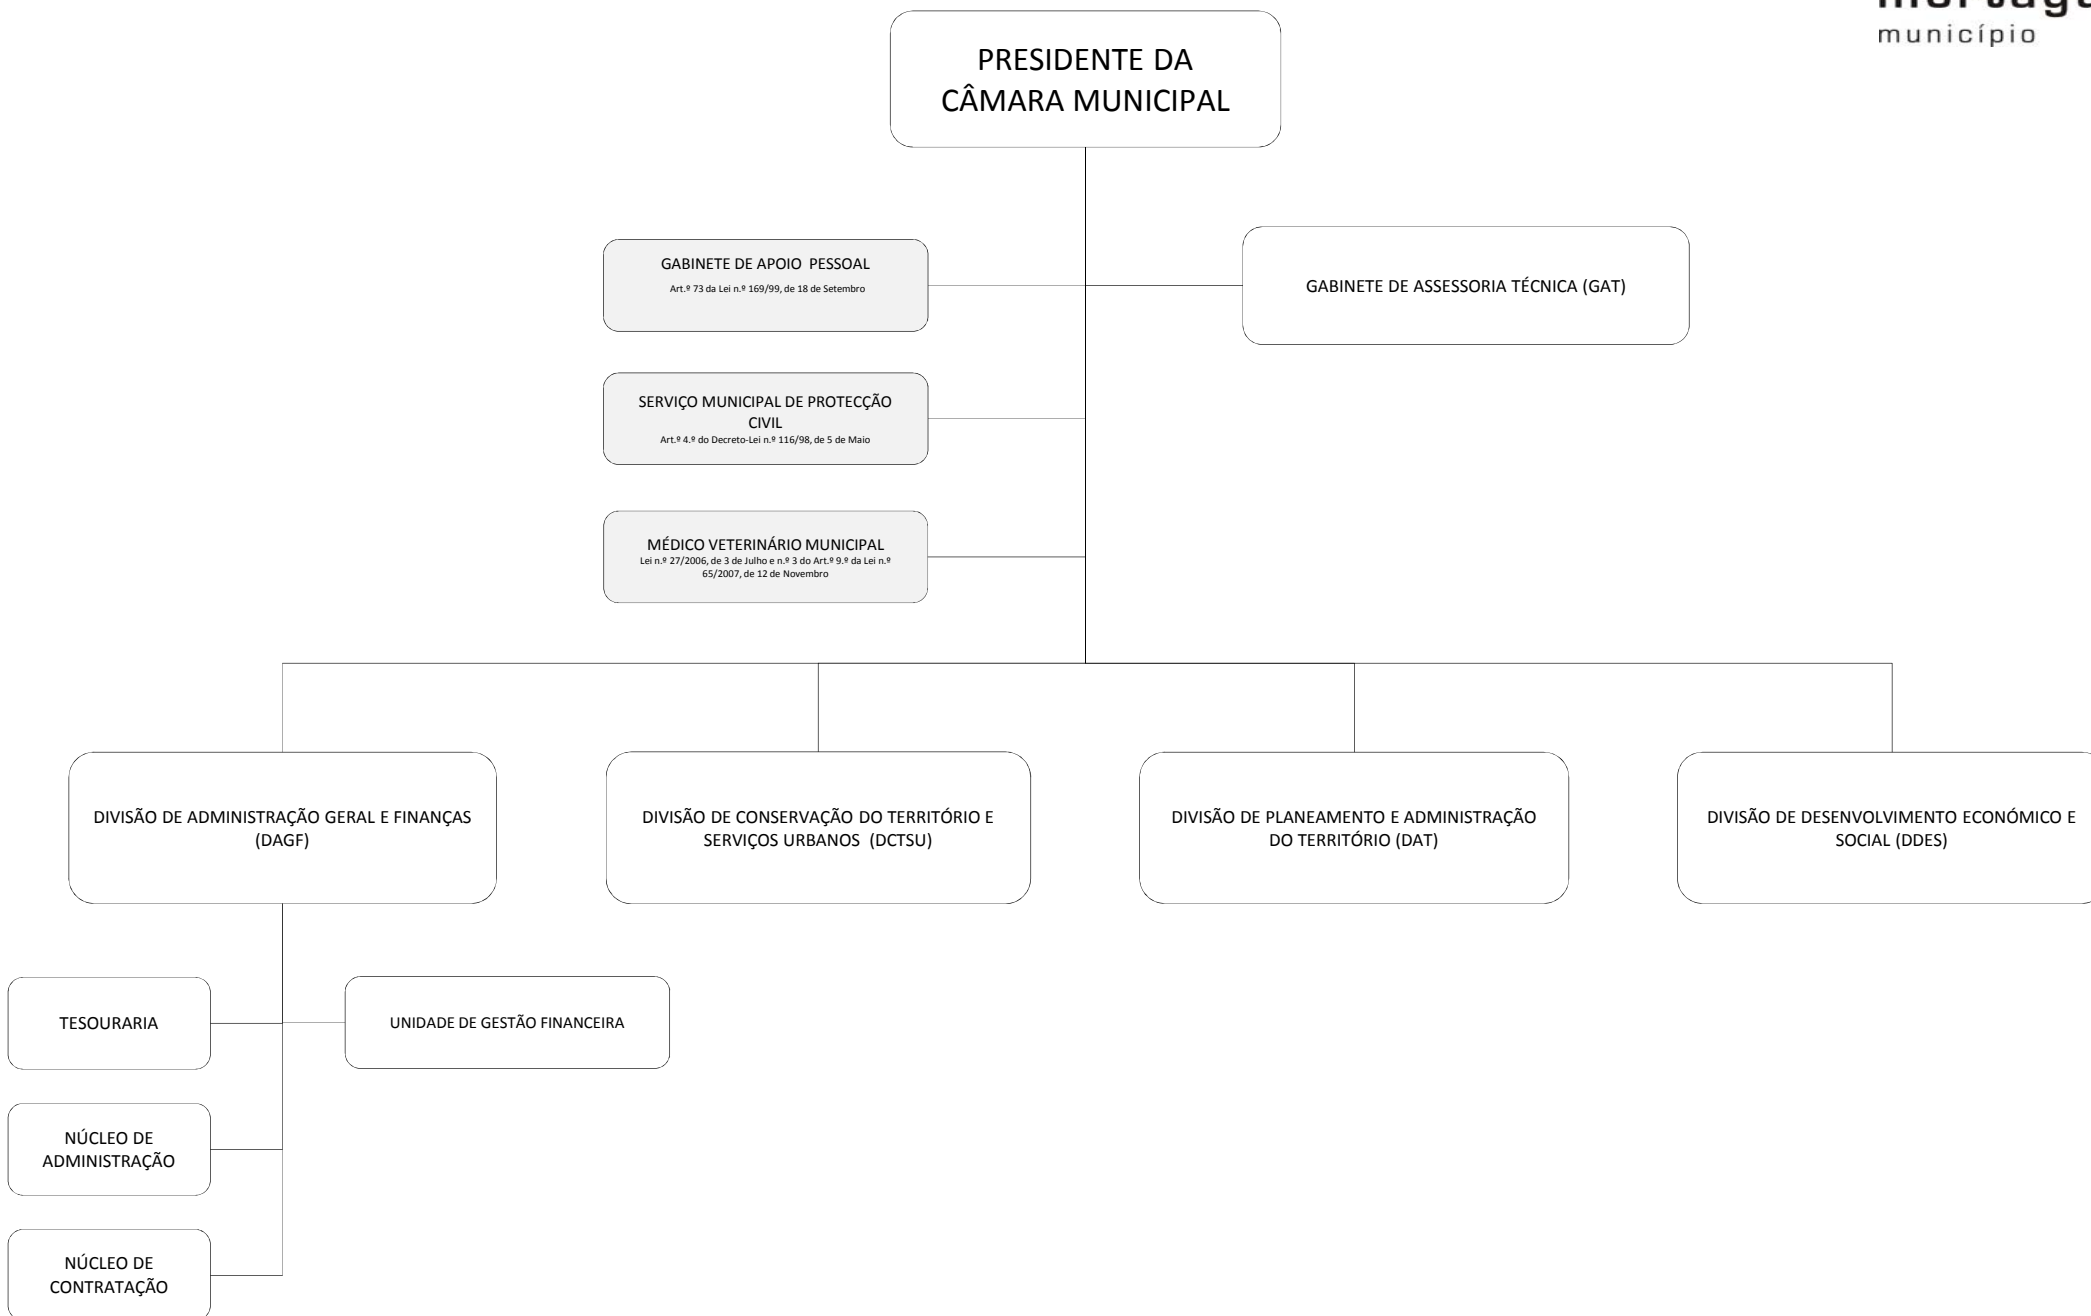 município
PRESIDENTE DA
CÂMARA MUNICIPAL
GABINETE DE APOIO PESSOAL
Art.º 73 da Lei n.º 169/99, de 18 de Setembro
GABINETE DE ASSESSORIA TÉCNICA (GAT)
SERVIÇO MUNICIPAL DE PROTECÇÃO
CIVIL
Art.º 4.º do Decreto-Lei n.º 116/98, de 5 de Maio
MÉDICO VETERINÁRIO MUNICIPAL
Lei n.º 27/2006, de 3 de Julho e n.º 3 do Art.º 9.º da Lei n.º
65/2007, de 12 de Novembro
DIVISÃO DE ADMINISTRAÇÃO GERAL E FINANÇAS
(DAGF)
DIVISÃO DE CONSERVAÇÃO DO TERRITÓRIO E
SERVIÇOS URBANOS (DCTSU)
DIVISÃO DE PLANEAMENTO E ADMINISTRAÇÃO
DO TERRITÓRIO (DAT)
DIVISÃO DE DESENVOLVIMENTO ECONÓMICO E
SOCIAL (DDES)
TESOURARIA
UNIDADE DE GESTÃO FINANCEIRA
NÚCLEO DE
ADMINISTRAÇÃO
NÚCLEO DE
CONTRATAÇÃO